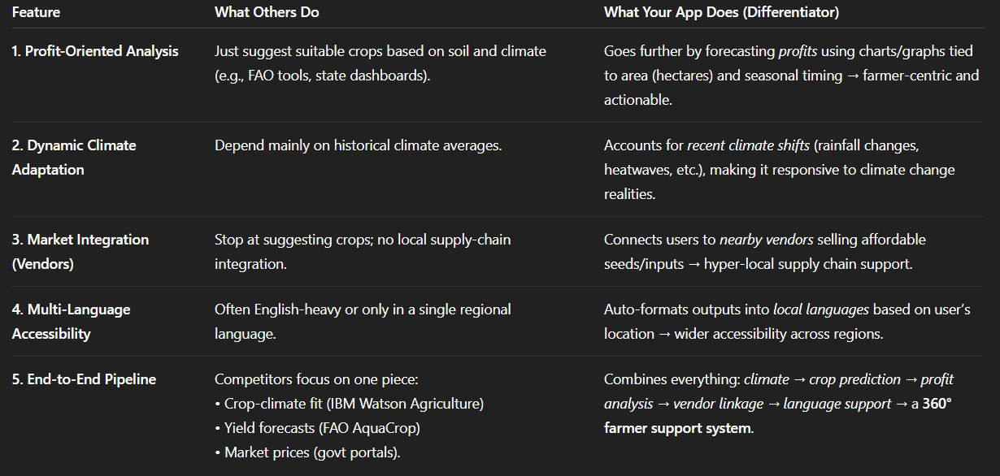 Feature What Others Do What Your App Does (Differentiator)
1. Profit-Oriented Analysis
Just suggest suitable crops based on soil and climate
(e.g., FAO tools, state dashboards).
Goes further by forecasting profits using charts/graphs tied
to area (hectares) and seasonal timing → farmer-centric and
actionable.
2. Dynamic Climate
Adaptation
Depend mainly on historical climate averages.
Accounts for recent climate shifts (rainfall changes,
heatwaves, etc.), making it responsive to climate change
realities.
3. Market Integration
(Vendors)
Stop at suggesting crops; no local supply-chain
integration.
Connects users to nearby vendors selling affordable
seeds/inputs → hyper-local supply chain support.
4. Multi-Language
Accessibility
Often English-heavy or only in a single regional
language.
Auto-formats outputs into local languages based on user's
location → wider accessibility across regions.
5. End-to-End Pipeline
Competitors focus on one piece:
• Crop-climate fit (IBM Watson Agriculture)
• Yield forecasts (FAO AquaCrop)
• Market prices (govt portals).
Combines everything: climate → crop prediction → profit
analysis → vendor linkage → language support → a 360°
farmer support system.